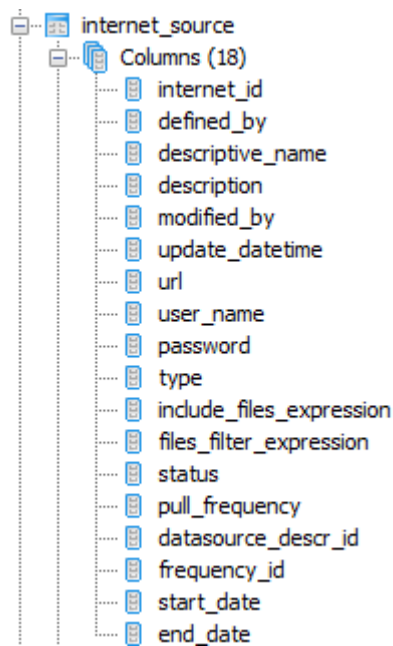 internet_source
Columns (18)
internet_id
defined_by
descriptive_name
description
modified_by
update_datetime
url
user_name
password
type
include_files_expression
files_filter_expression
status
pull_frequency
datasource_descr_id
frequency_id
start_date
end_date